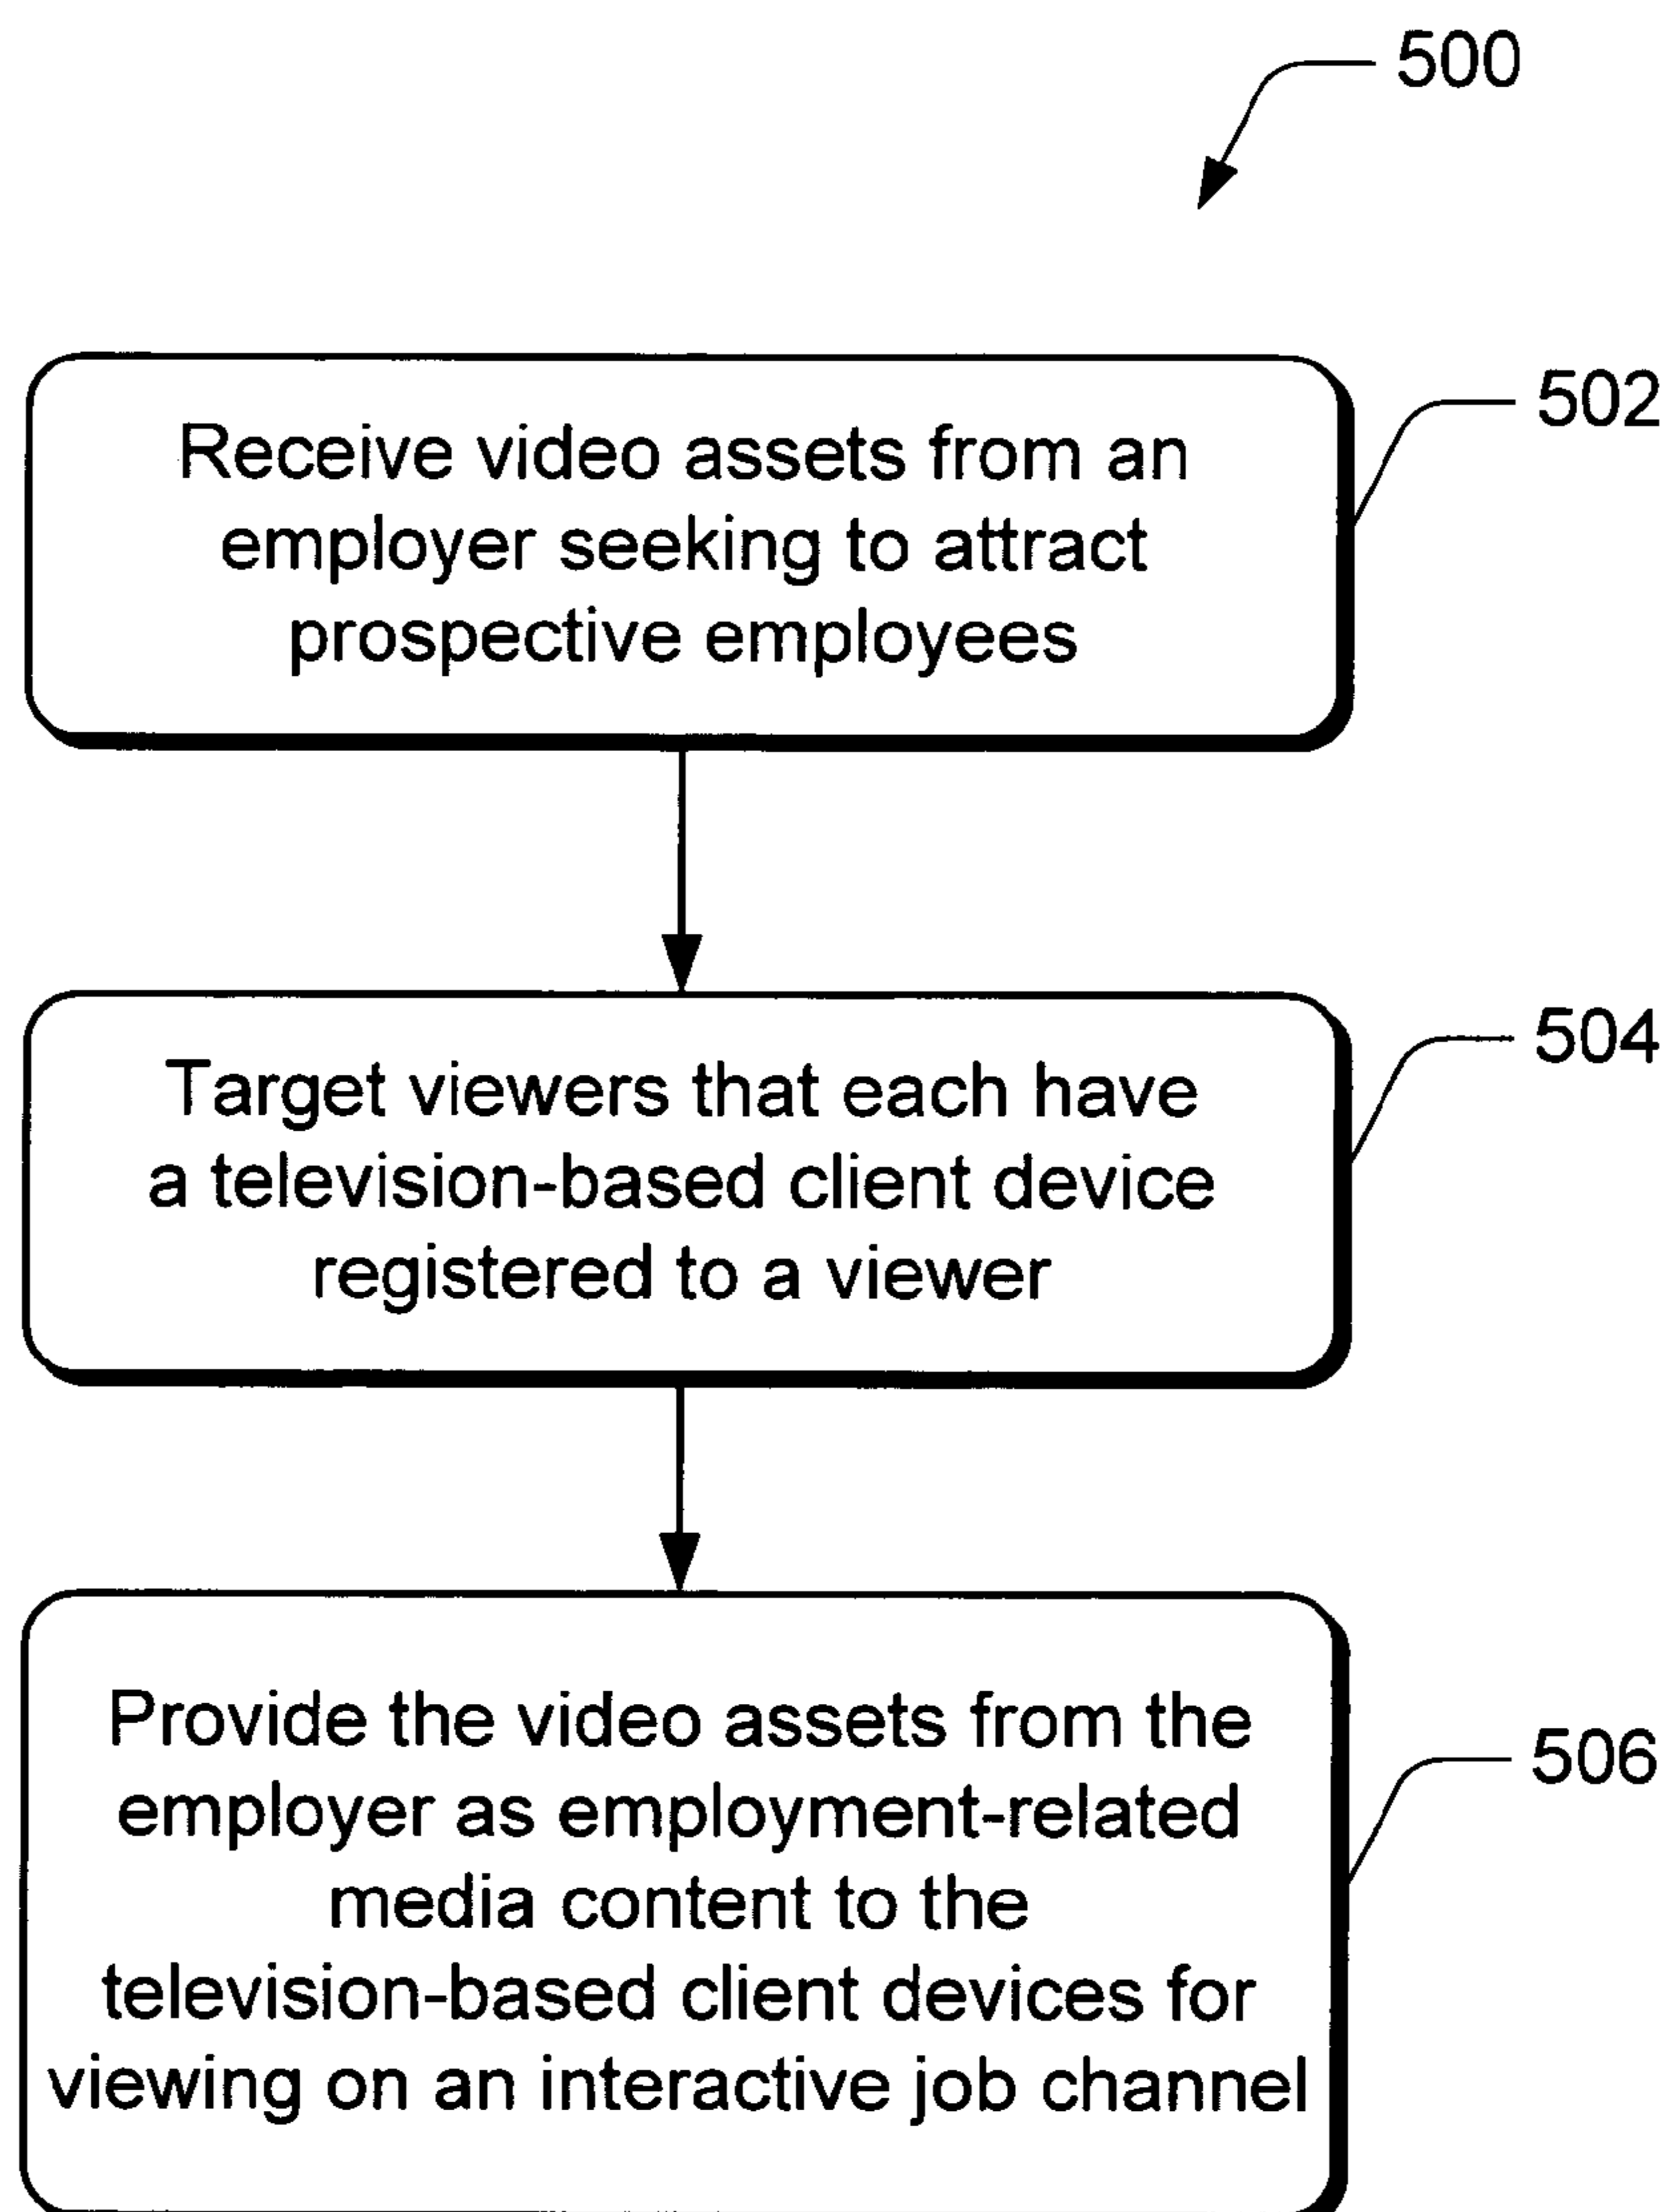 500
502
Receive video assets from an
employer seeking to attract
prospective employees
504
Target viewers that each have
a television-based client device
registered to a viewer
506
Provide the video assets from the
employer as employment-related
media content to the
television-based client devices for
viewing on an interactive job channel